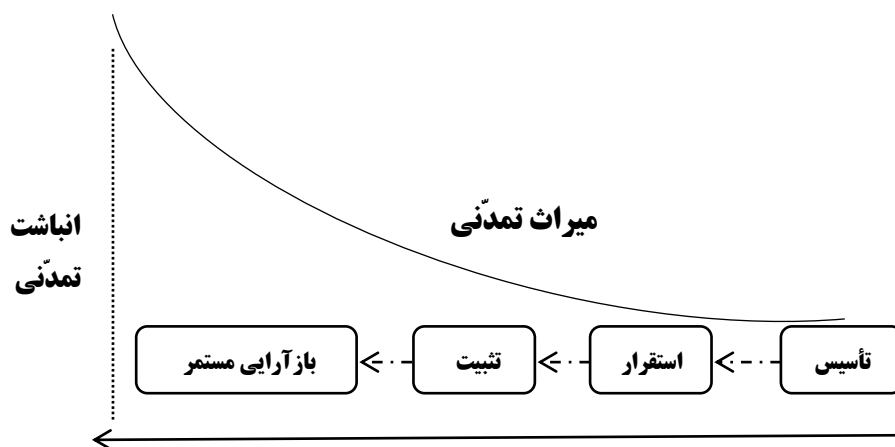 میراث تمدّنی
انباشت
تمدّنی
تأسیس
استقرار
تثبیت
بازآرایی مستمر